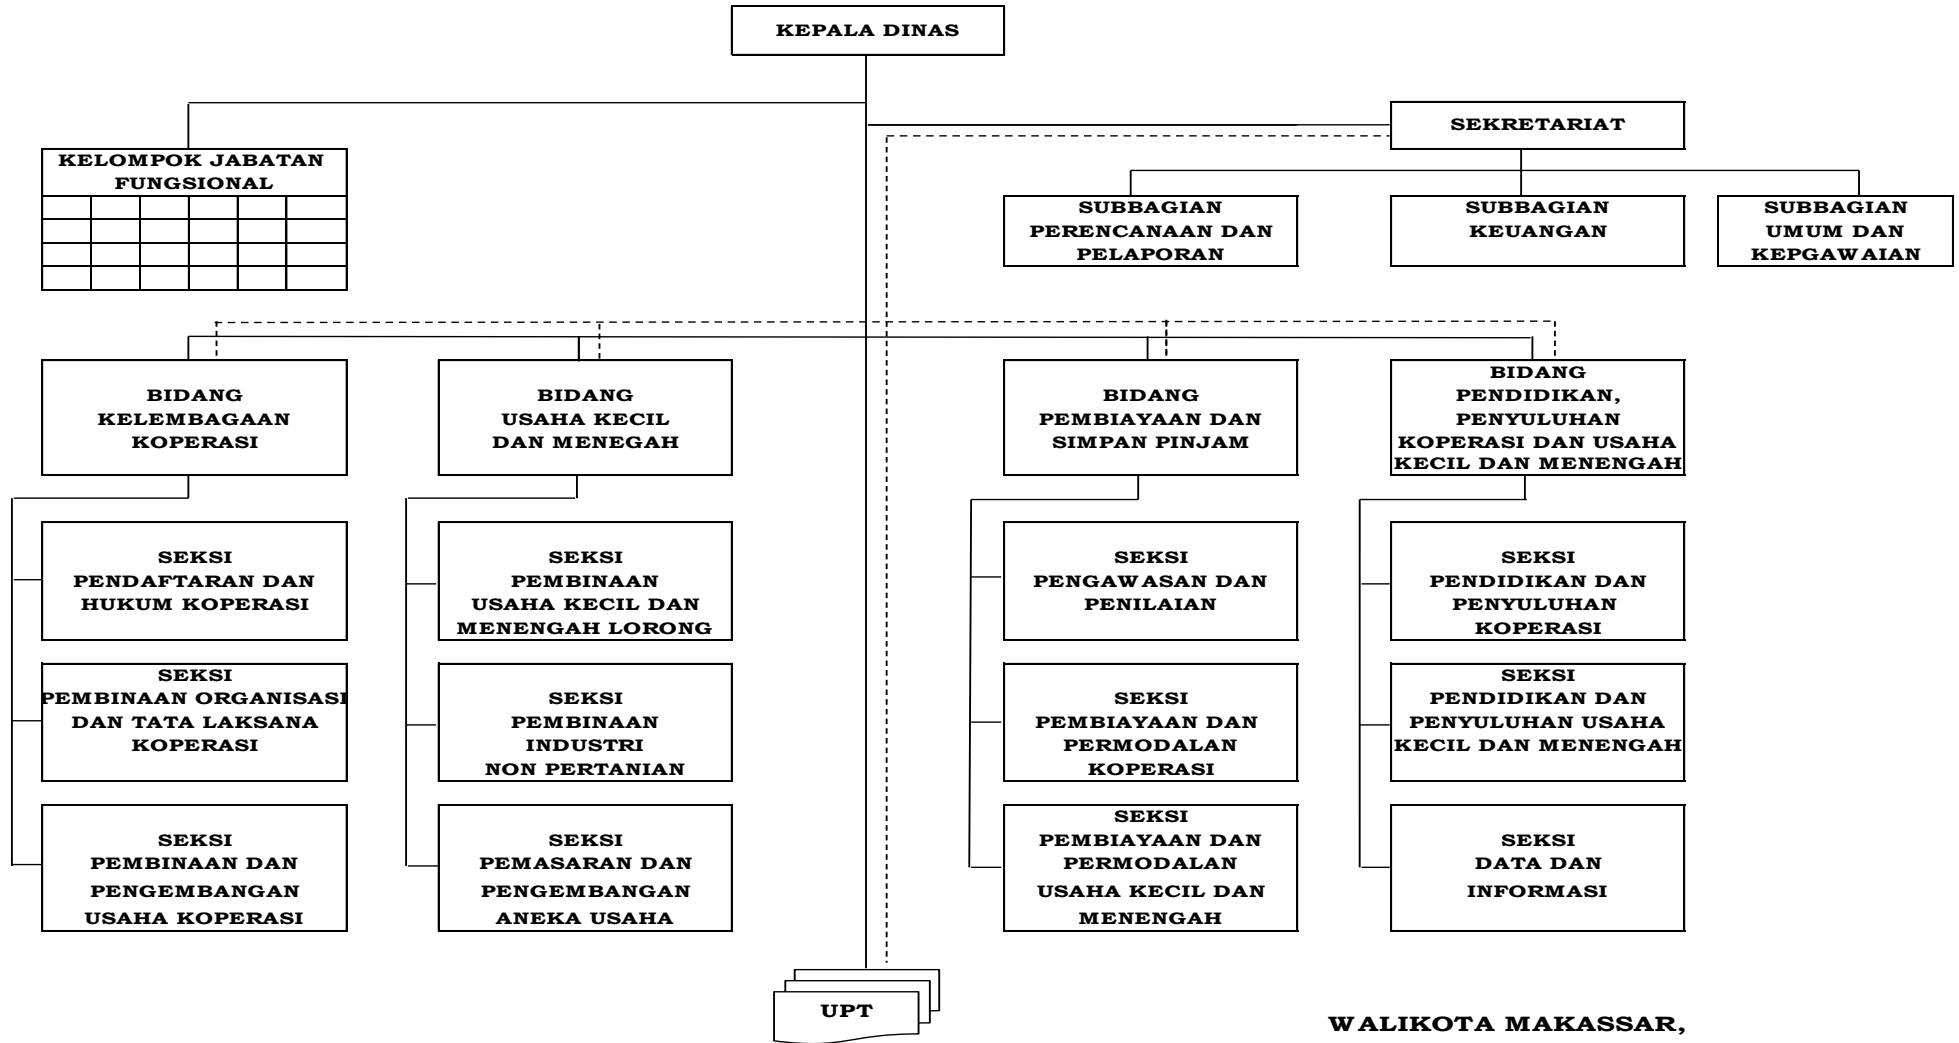 KEPALA DINAS
SEKRETARIAT
KELOMPOK JABATAN
FUNGSIONAL
SUBBAGIAN
PERENCANAAN DAN
PELAPORAN
SUBBAGIAN
KEUANGAN
SUBBAGIAN
UMUM DAN
KEPGAWAIAN
BIDANG
KELEMBAGAAN
KOPERASI
BIDANG
USAHA KECIL
DAN MENEGAH
BIDANG
PEMBIAYAAN DAN
SIMPAN PINJAM
BIDANG
PENDIDIKAN,
PENYULUHAN
KOPERASI DAN USAHA
KECIL DAN MENENGAH
SEKSI
PENDAFTARAN DAN
HUKUM KOPERASI
SEKSI
PEMBINAAN
USAHA KECIL DAN
MENENGAH LORONG
SEKSI
PENGAWASAN DAN
PENILAIAN
SEKSI
PENDIDIKAN DAN
PENYULUHAN
KOPERASI
SEKSI
PEMBINAAN ORGANISASI
DAN TATA LAKSANA
KOPERASI
SEKSI
PEMBINAAN
INDUSTRI
NON PERTANIAN
SEKSI
PEMBIAYAAN DAN
PERMODALAN
KOPERASI
SEKSI
PENDIDIKAN DAN
PENYULUHAN USAHA
KECIL DAN MENENGAH
SEKSI
PEMBINAAN DAN
PENGEMBANGAN
USAHA KOPERASI
SEKSI
PEMASARAN DAN
PENGEMBANGAN
ANEKA USAHA
SEKSI
PEMBIAYAAN DAN
PERMODALAN
USAHA KECIL DAN
MENENGAH
SEKSI
DATA DAN
INFORMASI
UPT
WALIKOTA MAKASSAR,